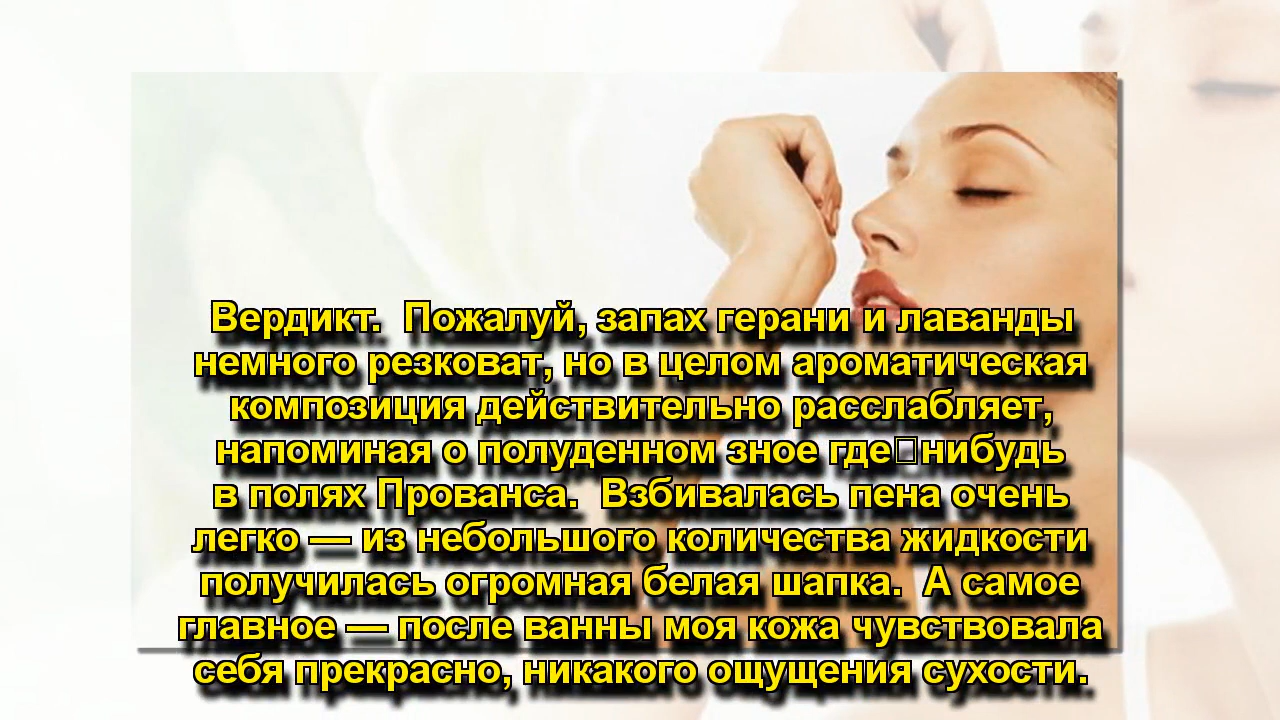 Вердикт.  Пожалуй, запах герани и лаванды
немного резковат, но в целом ароматическая
композиция действительно расслабляет,
напоминая о полуденном зное где□нибудь
в полях Прованса.  Взбивалась пена очень
легко — из небольшого количества жидкости
получилась огромная белая шапка.  А самое
главное — после ванны моя кожа чувствовала
себя прекрасно, никакого ощущения сухости.